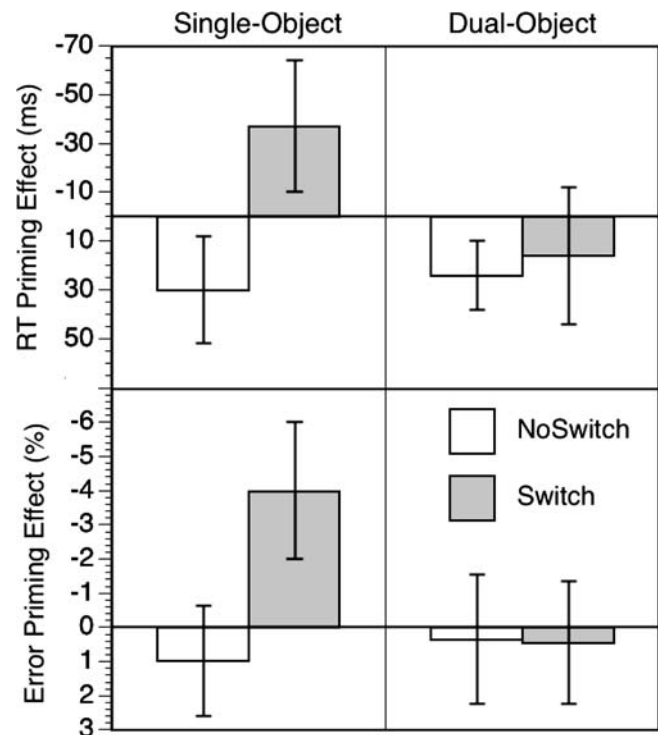 Single-Object
Dual-Object
RT Priming Effect (ms)
-70
-50
-30
-10
10
30
50
Error Priming Effect (%)
-6
-5
-4
-3
-2
-1
0
1
2
3
NoSwitch
Switch